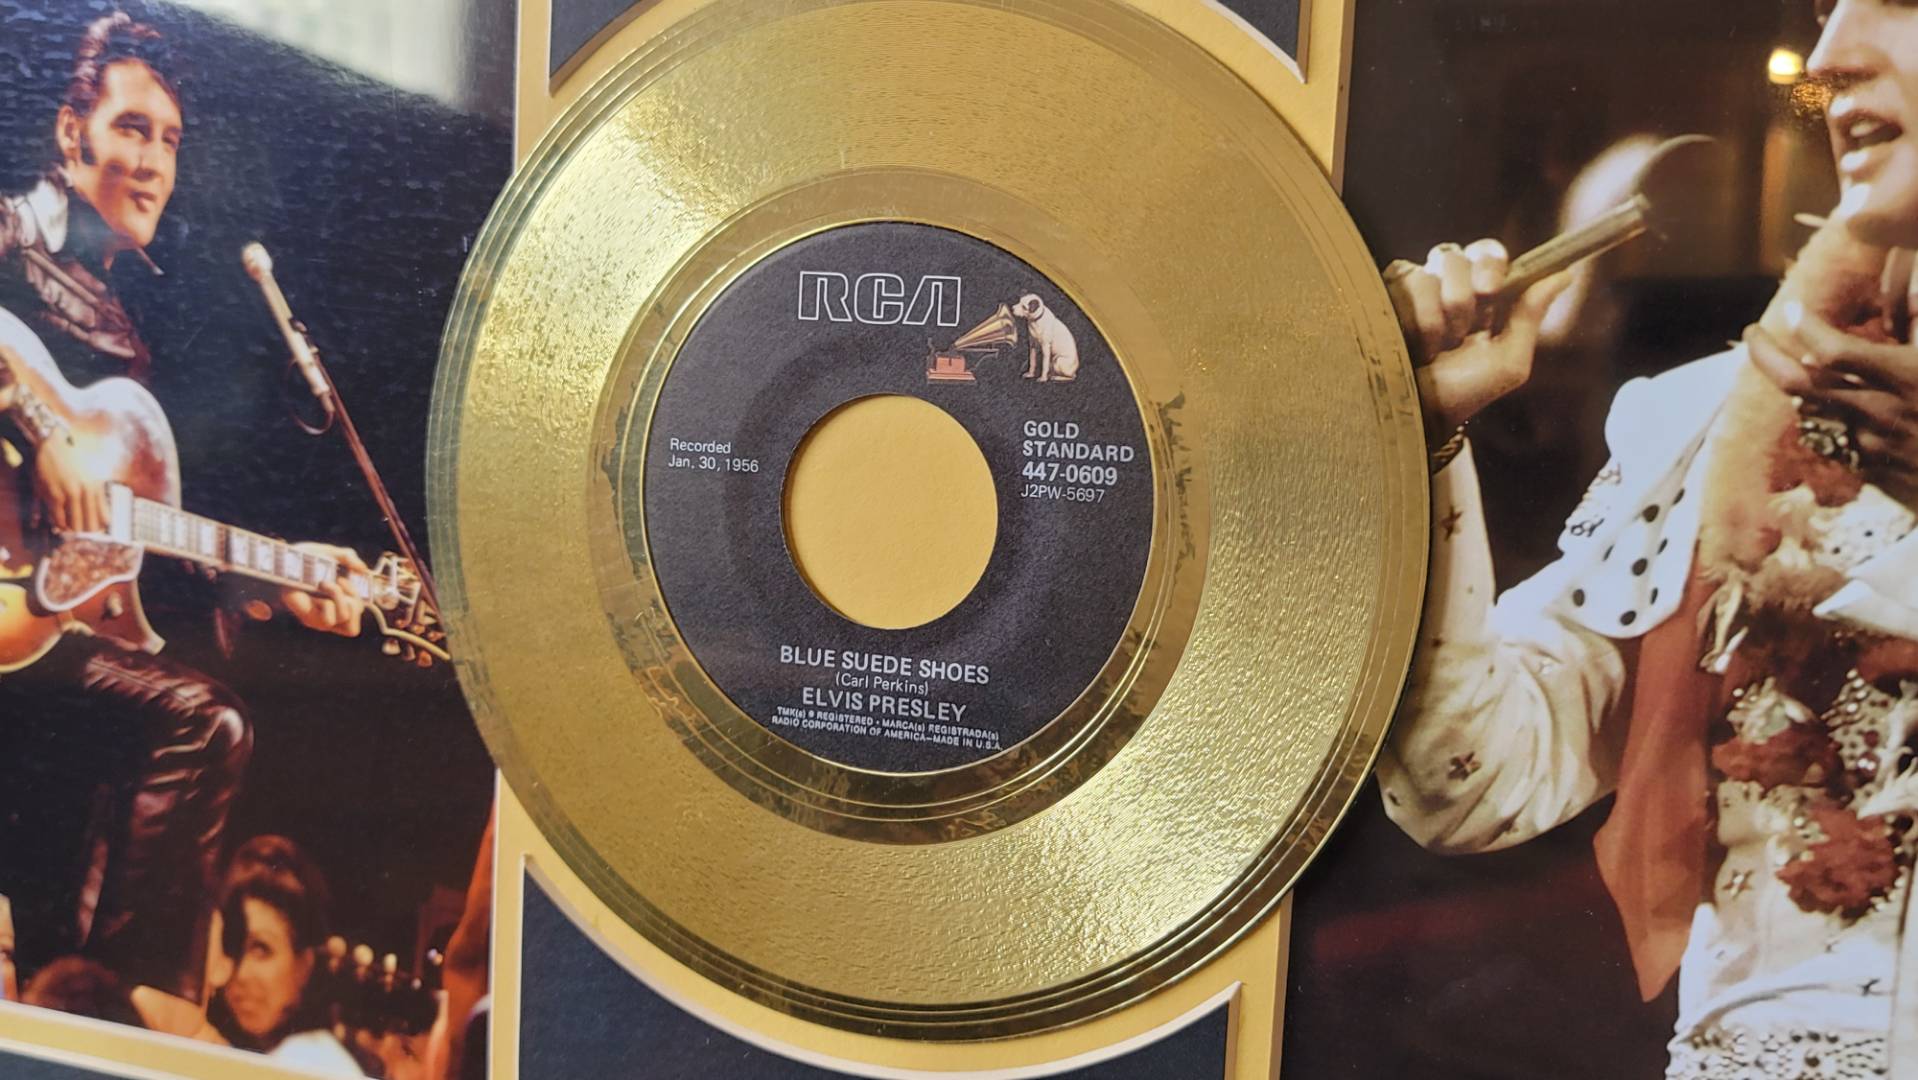 RCA
Recorded
Jan. 30, 1956
GOLD
STANDARD
447-0609
J2PW-5697
BLUE SUEDE SHOES
(Carl Perkins)
ELVIS PRESLEY
TMK(s) ® REGISTERED • MARCA(s) REGISTRADA(s)
RADIO CORPORATION OF AMERICA—MADE IN U.S.A.